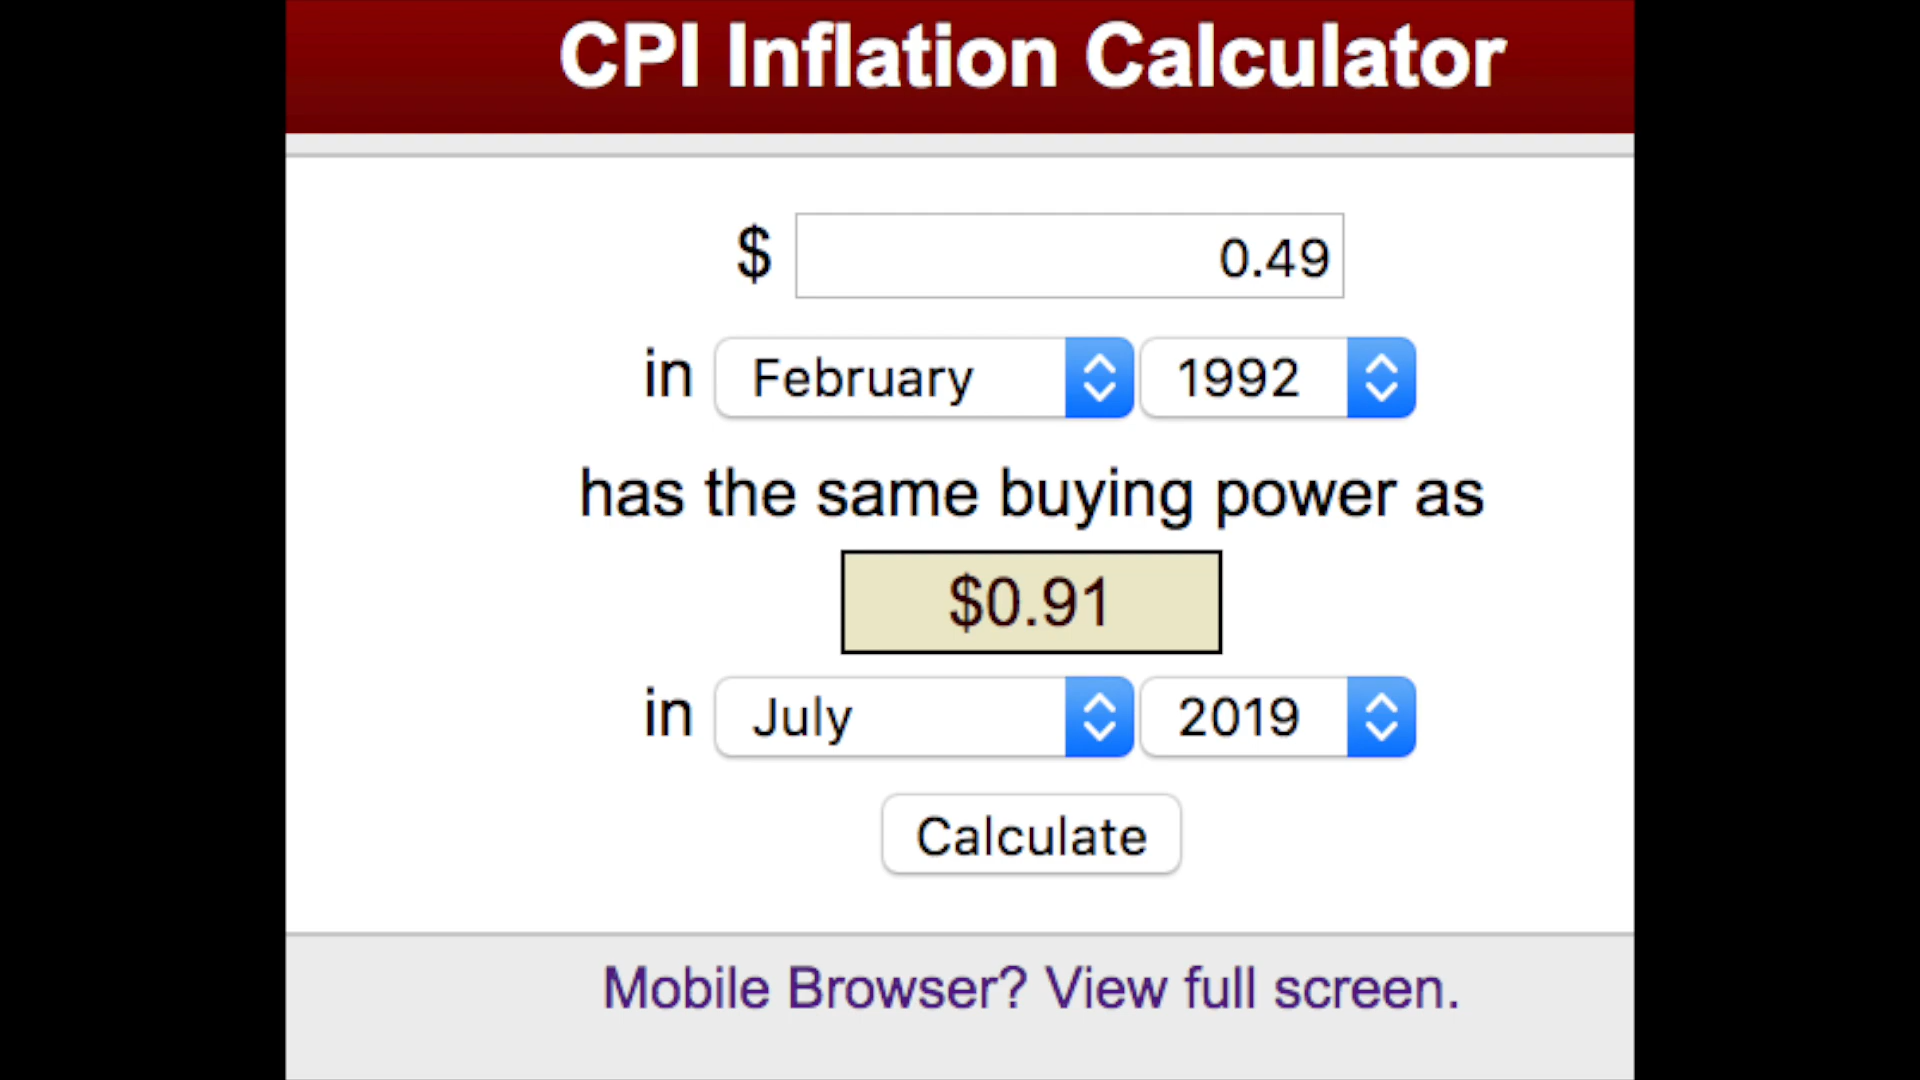 CPI Inflation Calculator
$ 0.49
in February 1992
has the same buying power as
$0.91
in July 2019
Calculate
Mobile Browser? View full screen.